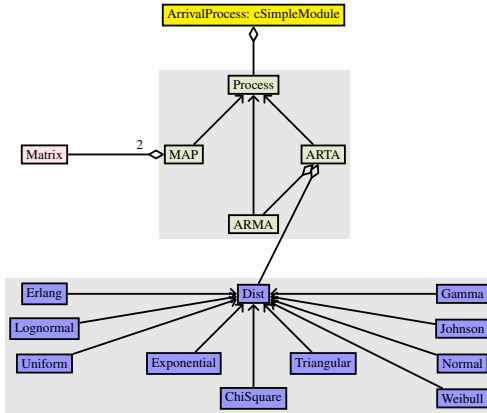 ArrivalProcess: cSimpleModule
Process
2
Matrix
MAP
ARTA
ARMA
Erlang
Dist
Gamma
Lognormal
Johnson
Uniform
Exponential
Triangular
Normal
ChiSquare
Weibull